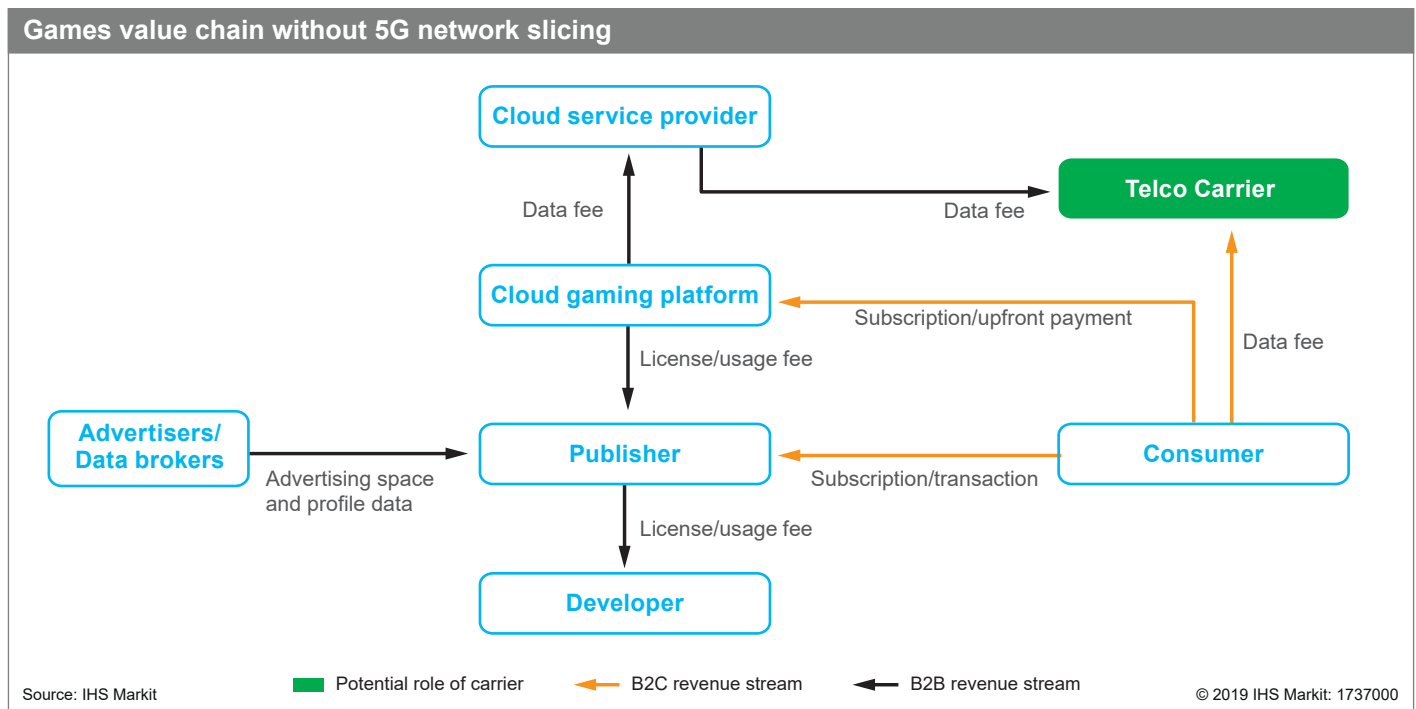 Games value chain without 5G network slicing
Cloud service provider
Telco Carrier
Data fee
Data fee
Cloud gaming platform
Subscription/upfront payment
Data fee
License/usage fee
Advertisers/
Data brokers
Publisher
Consumer
Advertising space
and profile data
Subscription/transaction
License/usage fee
Developer
Source: IHS Markit
Potential role of carrier
B2C revenue stream
B2B revenue stream
© 2019 IHS Markit: 1737000